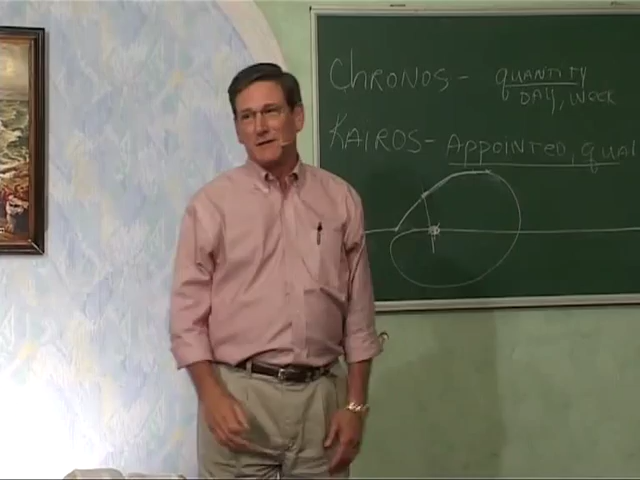 Chronos - quantity
Day, week
Kairos - Appointed, qual